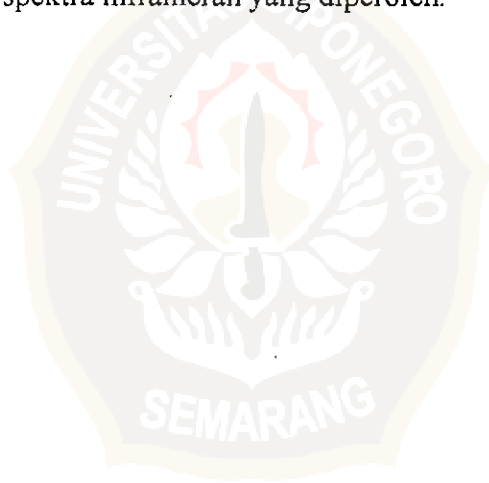 spektra inframerah yang diperoleh.
UNIVERSITAS DIPONEGORO
SEMARANG